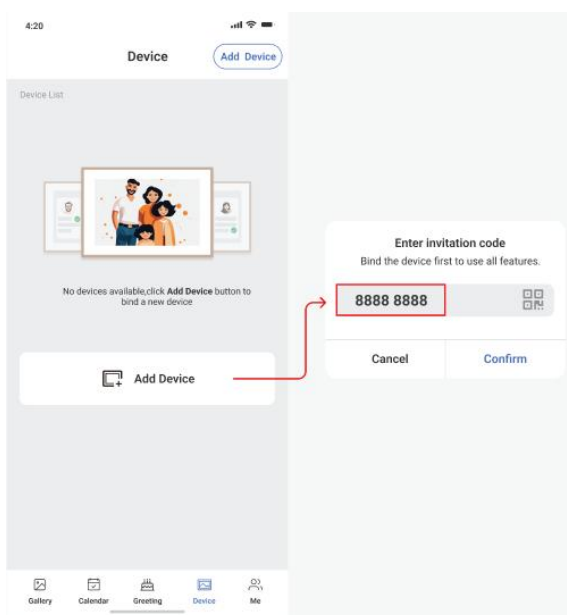 4:20
Device
Add Device
Device List
No devices available,click Add Device button to
bind a new device
Add Device
Gallery
Calendar
Greeting
Device
Me
Enter invitation code
Bind the device first to use all features.
8888 8888
Cancel
Confirm